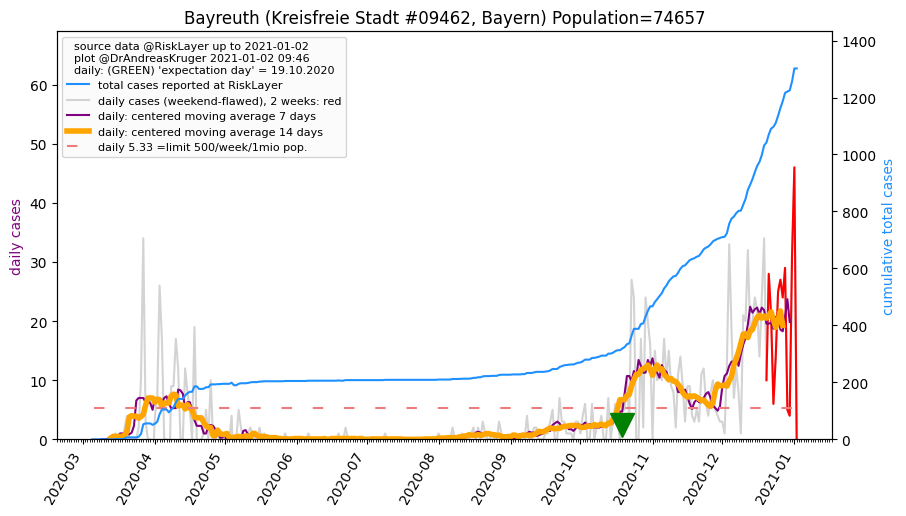 Bayreuth (Kreisfreie Stadt #09462, Bayern) Population=74657
source data @RiskLayer up to 2021-01-02
plot @DrAndreasKruger 2021-01-02 09:46
daily: (GREEN) 'expectation day' = 19.10.2020
total cases reported at RiskLayer
daily cases (weekend-flawed), 2 weeks: red
daily: centered moving average 7 days
daily: centered moving average 14 days
daily 5.33 =limit 500/week/1mio pop.
daily cases
60
50
40
30
20
10
0
cumulative total cases
1400
1200
1000
800
600
400
200
0
2020-03
2020-04
2020-05
2020-06
2020-07
2020-08
2020-09
2020-10
2020-11
2020-12
2021-01